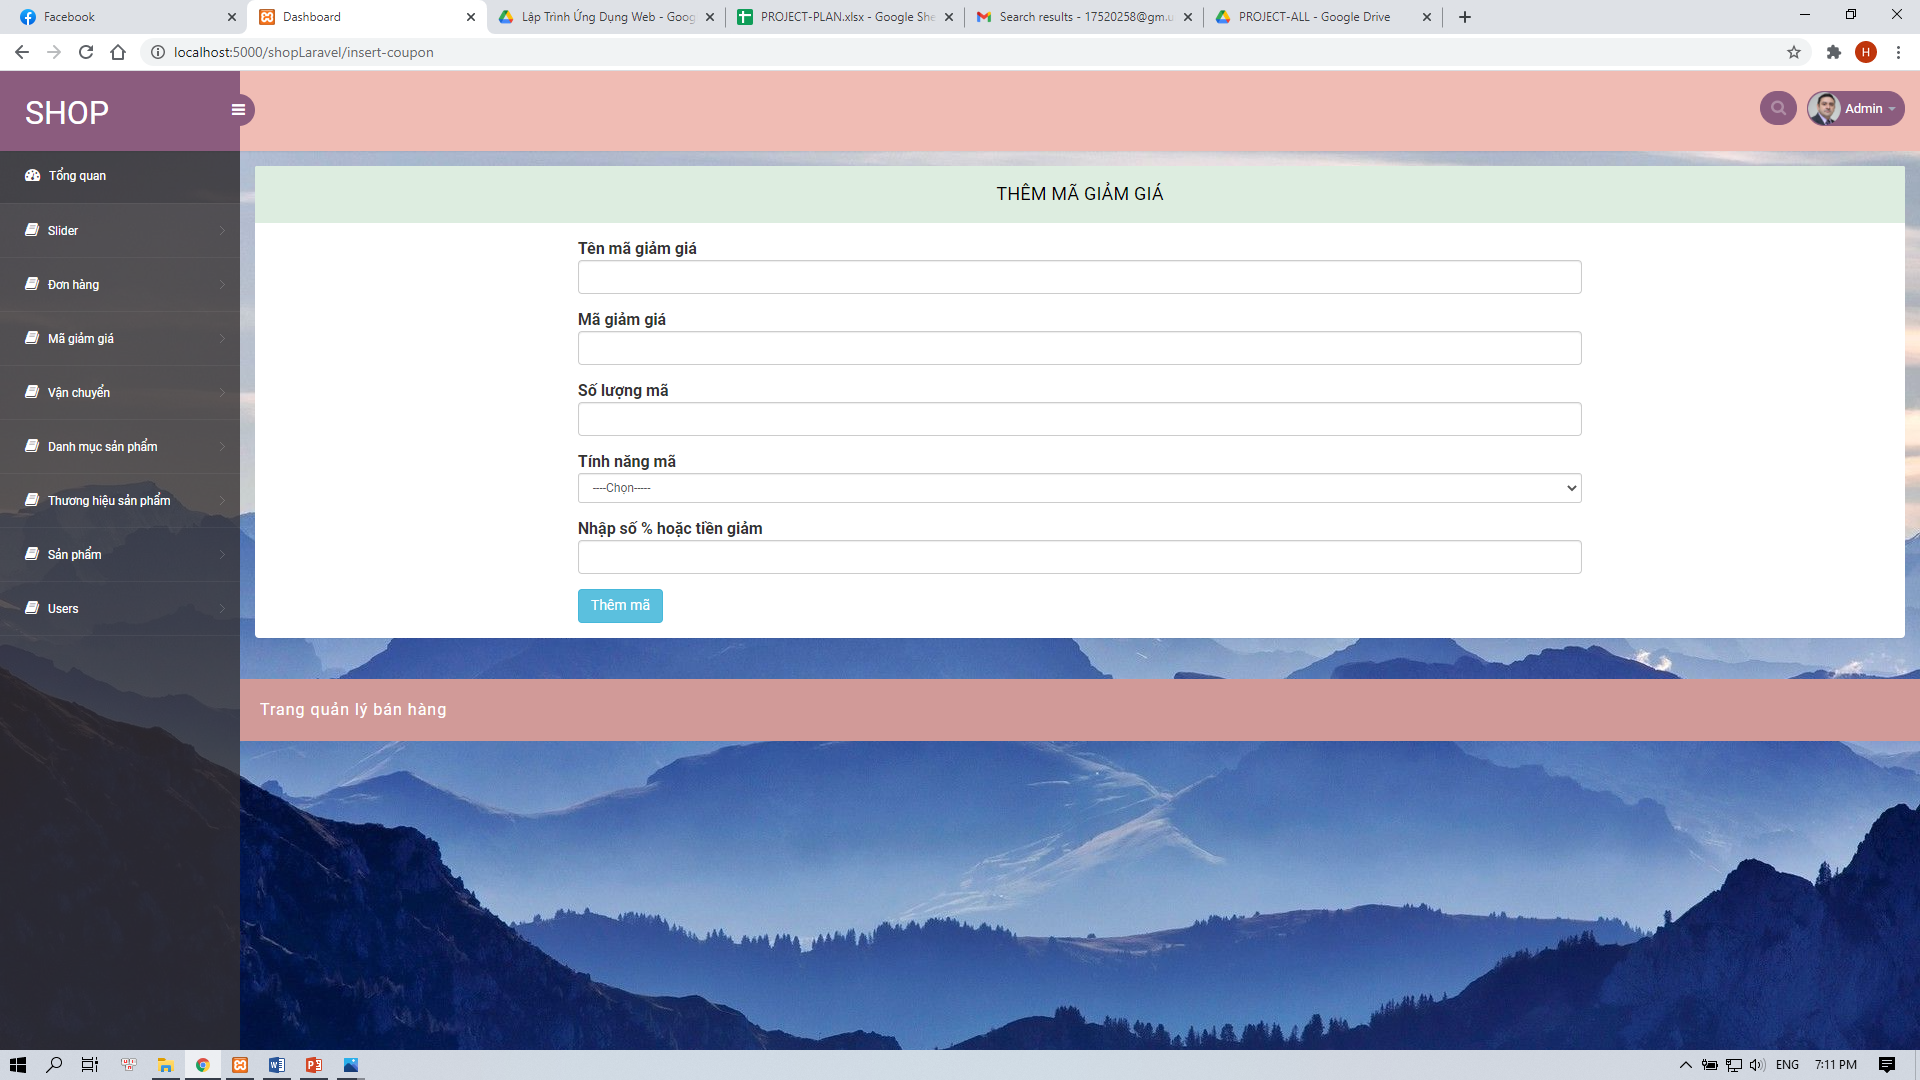 Facebook
Dashboard
Lập Trình Ứng Dụng Web - Goog
PROJECT-PLAN.xlsx - Google She
Search results - 17520258@gm.u
PROJECT-ALL - Google Drive
localhost:5000/shopLaravel/insert-coupon
H
SHOP
Admin
Tổng quan
Slider
Đơn hàng
Mã giảm giá
Vận chuyển
Danh mục sản phẩm
Thương hiệu sản phẩm
Sản phẩm
Users
THÊM MÃ GIẢM GIÁ
Tên mã giảm giá
Mã giảm giá
Số lượng mã
Tính năng mã
----Chọn-----
Nhập số % hoặc tiền giảm
Thêm mã
Trang quản lý bán hàng
ENG
7:11 PM